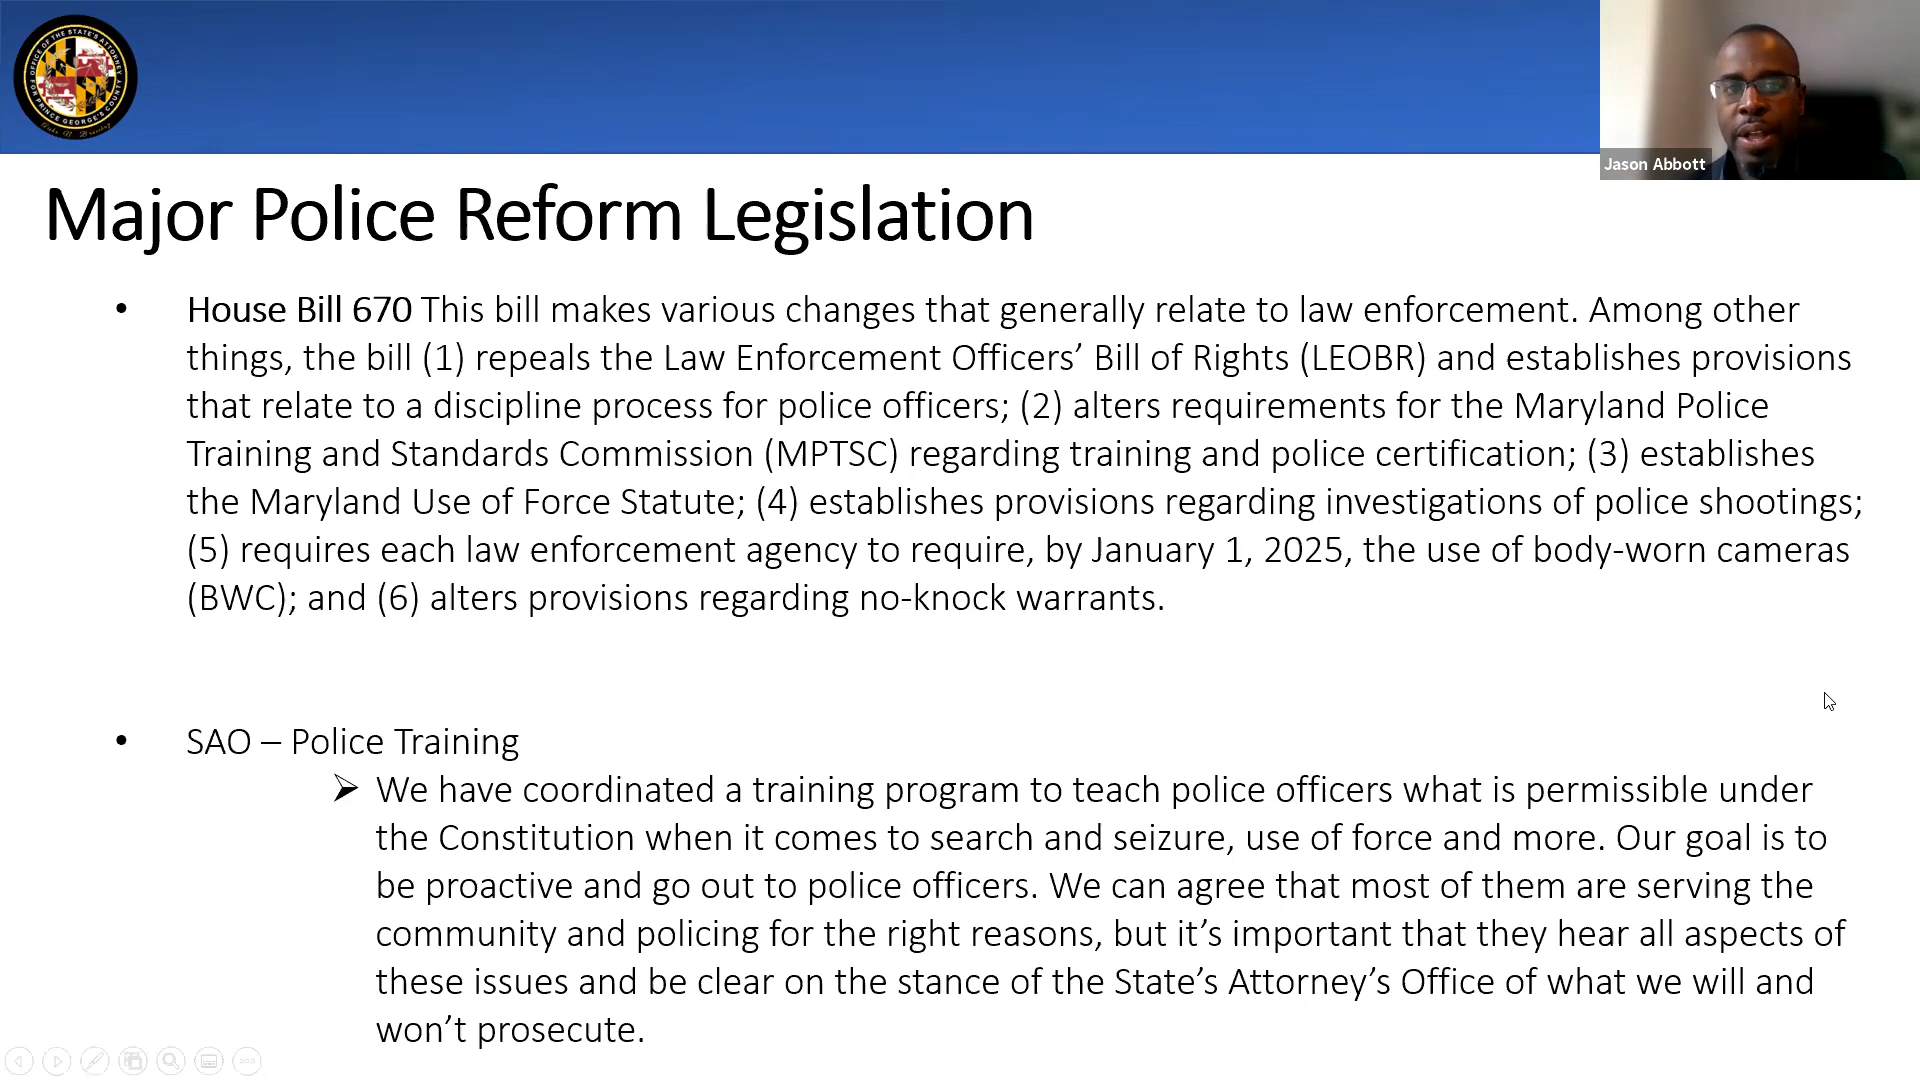 OFFICE OF THE STATE'S ATTORNEY
FOR PRINCE GEORGE'S COUNTY
Jason Abbott
Major Police Reform Legislation
• House Bill 670 This bill makes various changes that generally relate to law enforcement. Among other
things, the bill (1) repeals the Law Enforcement Officers’ Bill of Rights (LEOBR) and establishes provisions
that relate to a discipline process for police officers; (2) alters requirements for the Maryland Police
Training and Standards Commission (MPTSC) regarding training and police certification; (3) establishes
the Maryland Use of Force Statute; (4) establishes provisions regarding investigations of police shootings;
(5) requires each law enforcement agency to require, by January 1, 2025, the use of body-worn cameras
(BWC); and (6) alters provisions regarding no-knock warrants.
• SAO – Police Training
➢ We have coordinated a training program to teach police officers what is permissible under
the Constitution when it comes to search and seizure, use of force and more. Our goal is to
be proactive and go out to police officers. We can agree that most of them are serving the
community and policing for the right reasons, but it’s important that they hear all aspects of
these issues and be clear on the stance of the State’s Attorney’s Office of what we will and
won’t prosecute.